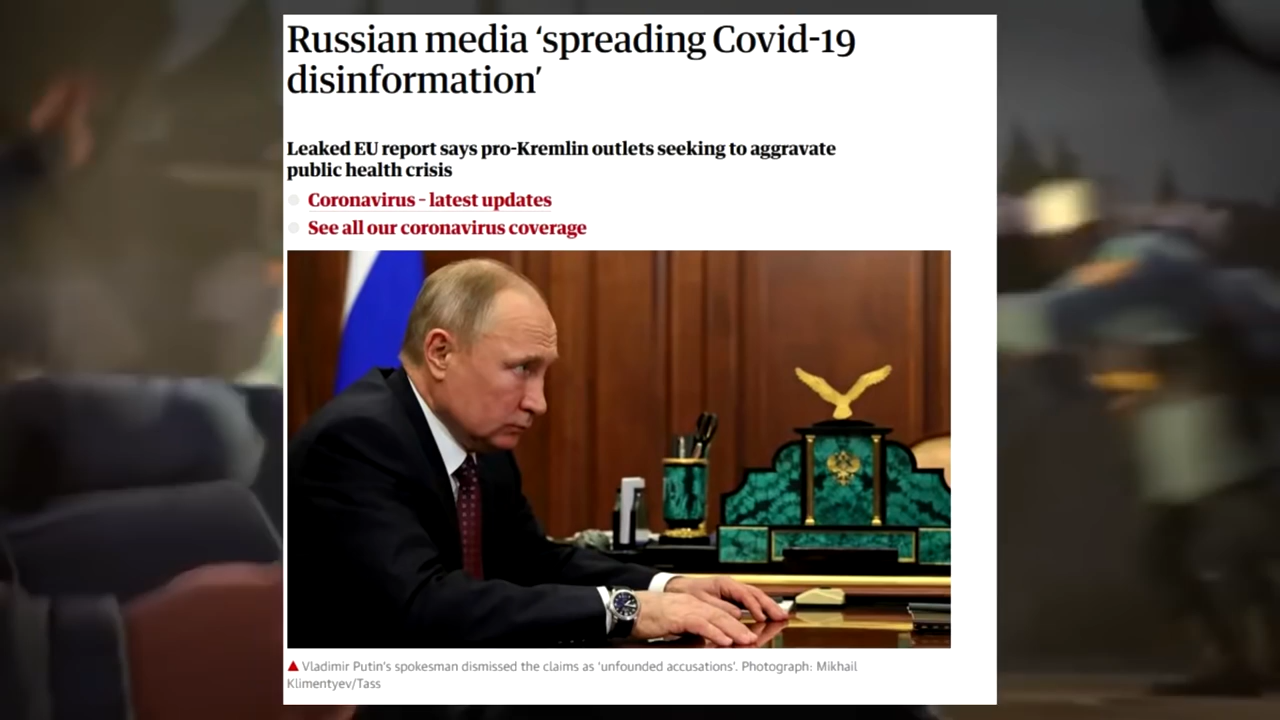 Russian media ‘spreading Covid-19
disinformation’
Leaked EU report says pro-Kremlin outlets seeking to aggravate
public health crisis
Coronavirus – latest updates
See all our coronavirus coverage
Vladimir Putin’s spokesman dismissed the claims as ‘unfounded accusations’. Photograph: Mikhail
Klimentyev/Tass